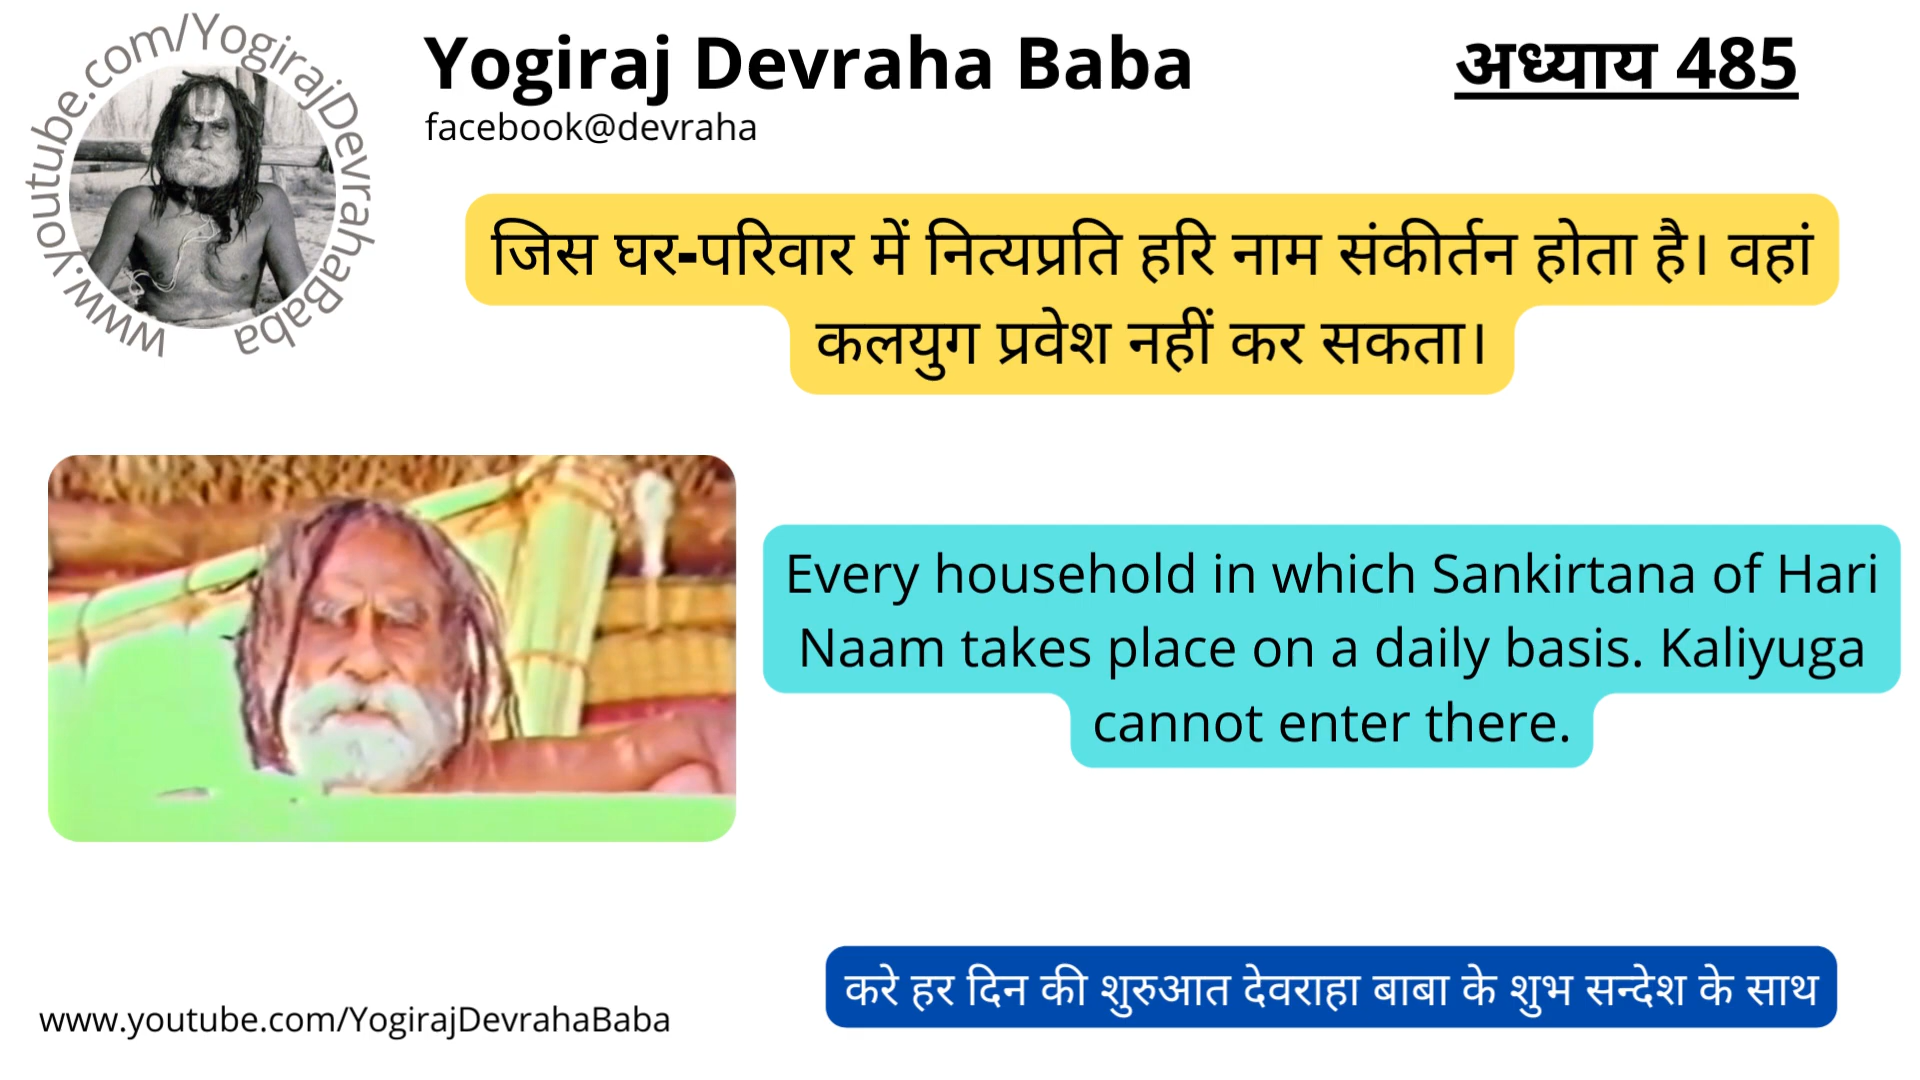 www.youtube.com/YogirajDevrahaBaba
Yogiraj Devraha Baba
अध्याय 485
facebook@devraha
जिस घर-परिवार में नित्यप्रति हरि नाम संकीर्तन होता है। वहां
कलयुग प्रवेश नहीं कर सकता।
Every household in which Sankirtana of Hari
Naam takes place on a daily basis. Kaliyuga
cannot enter there.
करे हर दिन की शुरुआत देवराहा बाबा के शुभ सन्देश के साथ
www.youtube.com/YogirajDevrahaBaba